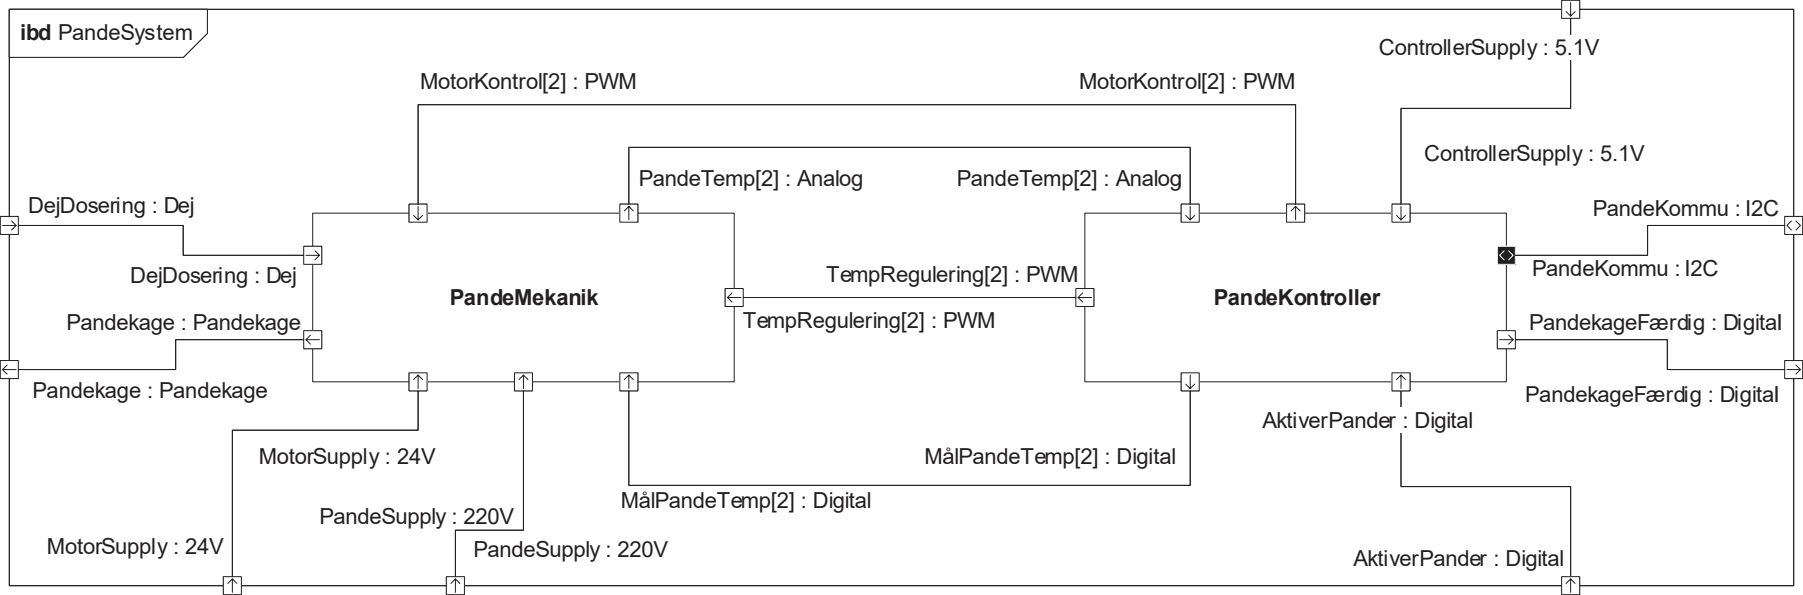 ibd PandeSystem
ControllerSupply : 5.1V
MotorKontrol[2] : PWM
MotorKontrol[2] : PWM
ControllerSupply : 5.1V
PandeTemp[2] : Analog
PandeTemp[2] : Analog
DejDosering : Dej
PandeKommu : I2C
DejDosering : Dej
TempRegulering[2] : PWM
PandeKommu : I2C
PandeMekanik
PandeKontroller
Pandekage : Pandekage
TempRegulering[2] : PWM
PandekageFærdig : Digital
Pandekage : Pandekage
PandekageFærdig : Digital
AktiverPander : Digital
MotorSupply : 24V
MålPandeTemp[2] : Digital
MålPandeTemp[2] : Digital
PandeSupply : 220V
MotorSupply : 24V
PandeSupply : 220V
AktiverPander : Digital